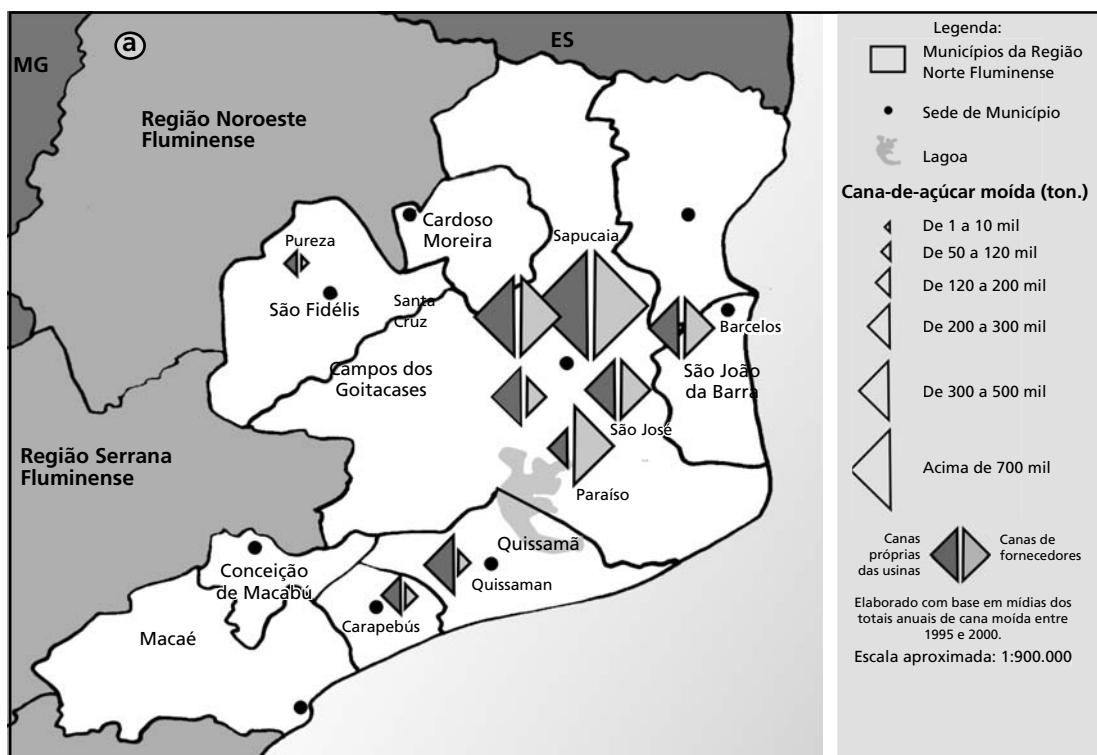 a
ES
MG
Região Noroeste
Fluminense
Cardoso
Moreira
Sapucaia
Pureza
São Fidélis
Santa
Cruz
Barcelos
Campos dos
Goitacases
São João
da Barra
São José
Região Serrana
Fluminense
Paraíso
Quissamã
Conceição
de Macabú
Quissaman
Carapebús
Macaé
Legenda:
Municípios da Região
Norte Fluminense
Sede de Município
Lagoa
Cana-de-açúcar moída (ton.)
De 1 a 10 mil
De 50 a 120 mil
De 120 a 200 mil
De 200 a 300 mil
De 300 a 500 mil
Acima de 700 mil
Canas
próprias
das usinas
Canas de
fornecedores
Elaborado com base em mídias dos
totais anuais de cana moída entre
1995 e 2000.
Escala aproximada: 1:900.000